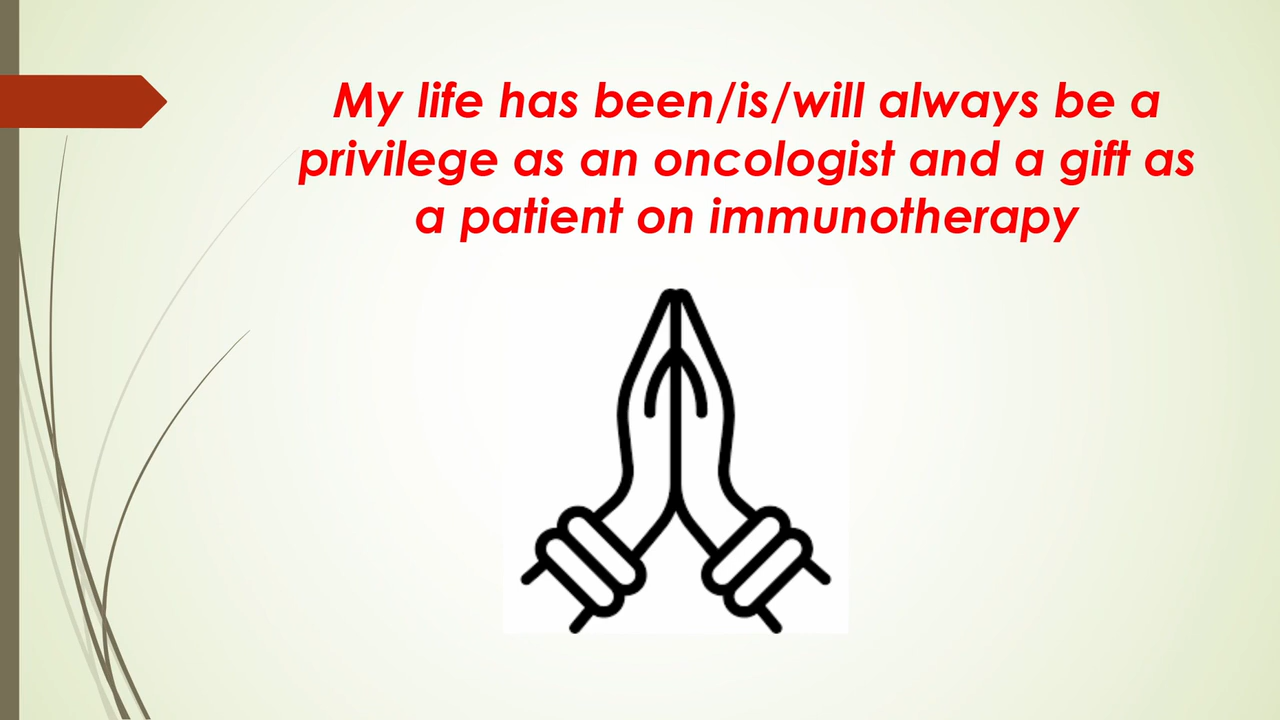 My life has been/is/will always be a
privilege as an oncologist and a gift as
a patient on immunotherapy